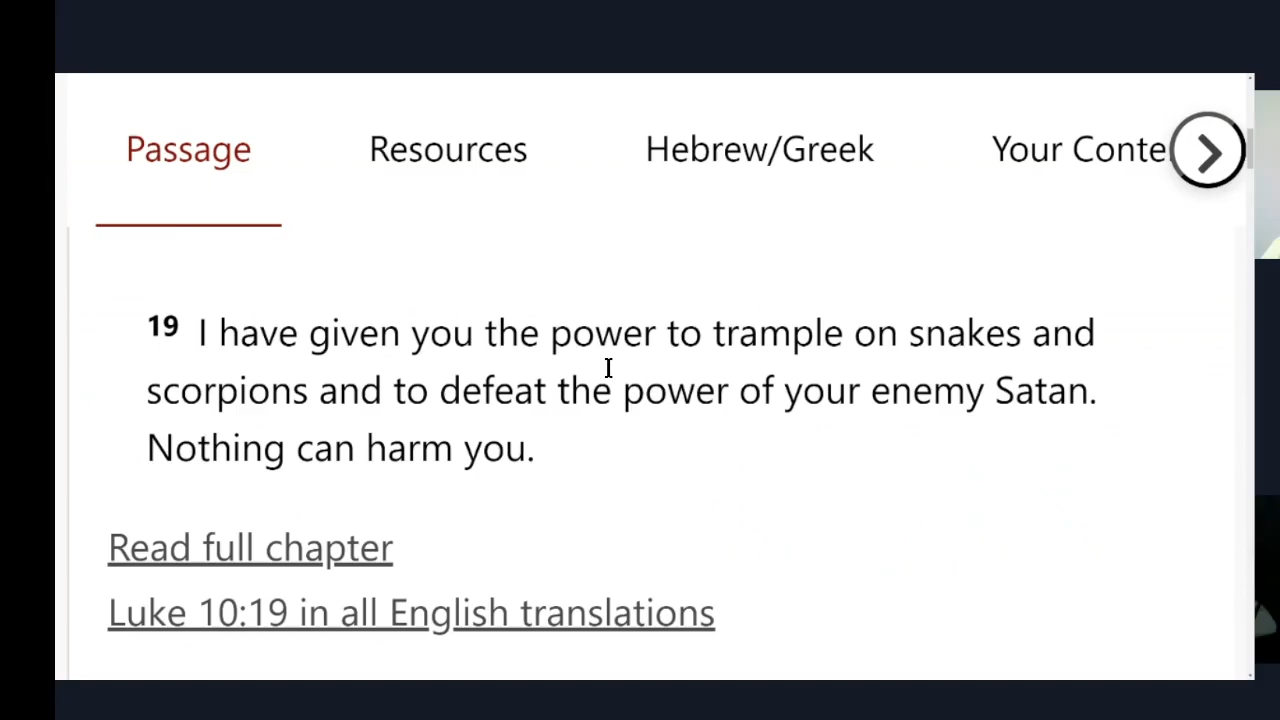 Passage Resources Hebrew/Greek Your Conte
19 I have given you the power to trample on snakes and
scorpions and to defeat the power of your enemy Satan.
Nothing can harm you.
Read full chapter
Luke 10:19 in all English translations